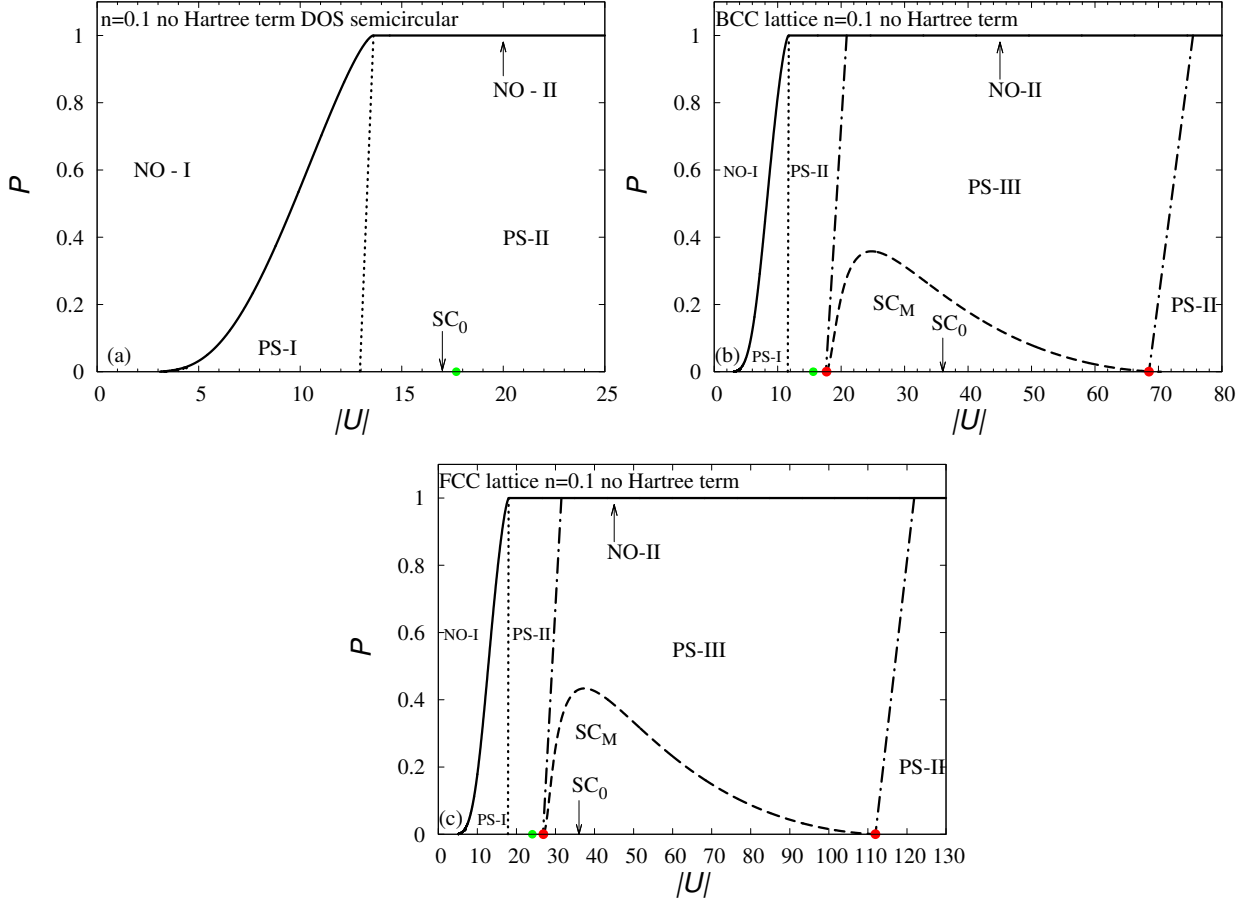 n=0.1 no Hartree term DOS semicircular
1
0.8
0.6
0.4
0.2
0
P
NO - II
NO - I
PS-II
SC0
PS-I
(a)
0 5 10 15 20 25
|U|
BCC lattice n=0.1 no Hartree term
1
0.8
0.6
0.4
0.2
0
P
NO-II
NO-I
PS-II
PS-III
SCM
SC0
PS-II
PS-I
(b)
0 10 20 30 40 50 60 70 80
|U|
FCC lattice n=0.1 no Hartree term
1
0.8
0.6
0.4
0.2
0
P
NO-II
NO-I
PS-II
PS-III
SCM
SC0
PS-II
PS-I
(c)
0 10 20 30 40 50 60 70 80 90 100 110 120 130
|U|